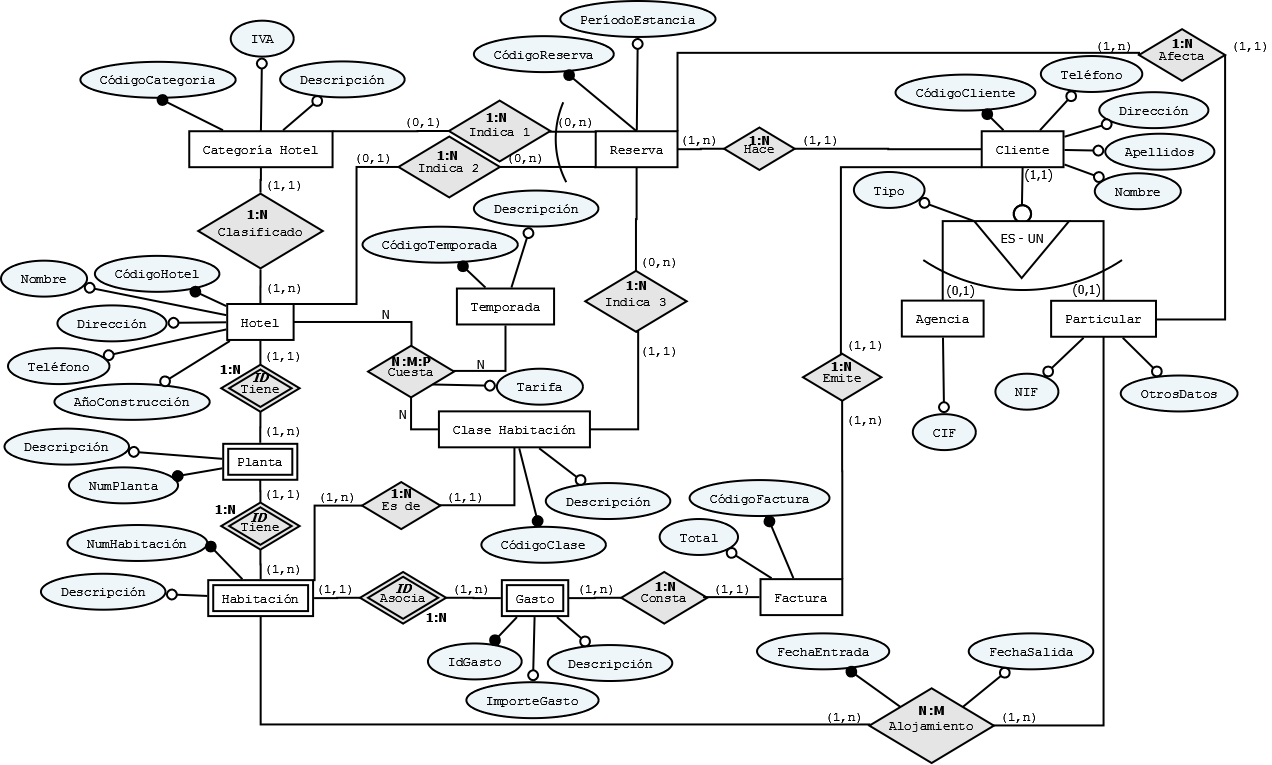 PeríodoEstancia
IVA
CódigoReserva
(1,n)
1:N
Afecta
(1,1)
CódigoCategoria
Descripción
CódigoCliente
Teléfono
Dirección
(0,1)
1:N
Indica 1
(0,n)
Categoría Hotel
Reserva
(1,n)
1:N
Hace
(1,1)
Cliente
Apellidos
(0,1)
1:N
Indica 2
(0,n)
(1,1)
Nombre
Tipo
(1,1)
1:N
Clasificado
Descripción
ES - UN
CódigoTemporada
(0,n)
Nombre
CódigoHotel
(1,n)
1:N
Indica 3
(0,1)
(0,1)
Temporada
Dirección
Hotel
N
Agencia
Particular
(1,1)
(1,1)
(1,1)
Teléfono
1:N
ID
Tiene
N:M:P
Cuesta
N
Tarifa
1:N
Emite
NIF
OtrosDatos
AñoConstrucción
N
(1,n)
(1,n)
Clase Habitación
CIF
Descripción
Planta
NumPlanta
(1,1)
(1,n)
1:N
Es de
(1,1)
Descripción
CódigoFactura
1:N
ID
Tiene
NumHabitación
CódigoClase
Total
(1,n)
Descripción
Habitación
(1,1)
ID
Asocia
1:N
(1,n)
Gasto
(1,n)
1:N
Consta
(1,1)
Factura
IdGasto
Descripción
FechaEntrada
FechaSalida
ImporteGasto
(1,n)
N:M
Alojamiento
(1,n)